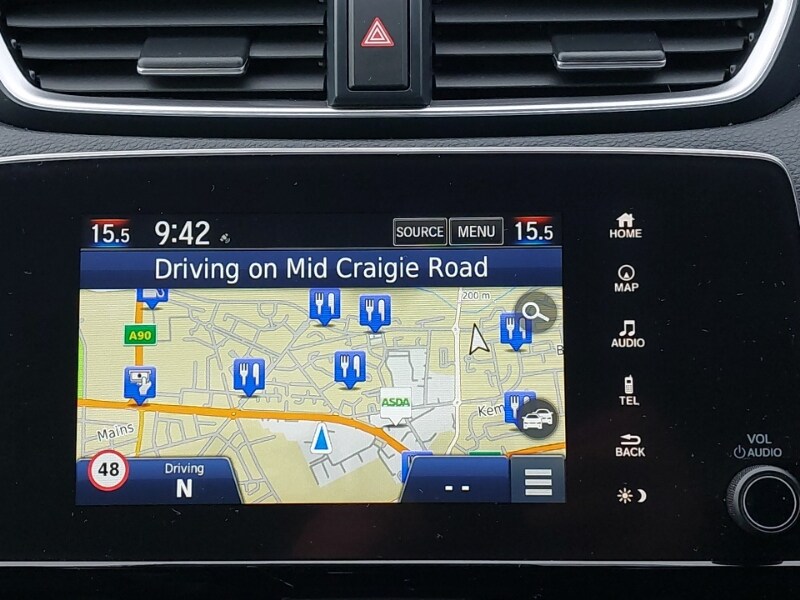 15.5 9:42 SOURCE MENU 15.5
Driving on Mid Craigie Road
200 m
A90
ASDA
Kem
Mains
48
Driving
N
--
HOME
MAP
AUDIO
TEL
BACK
VOL
AUDIO